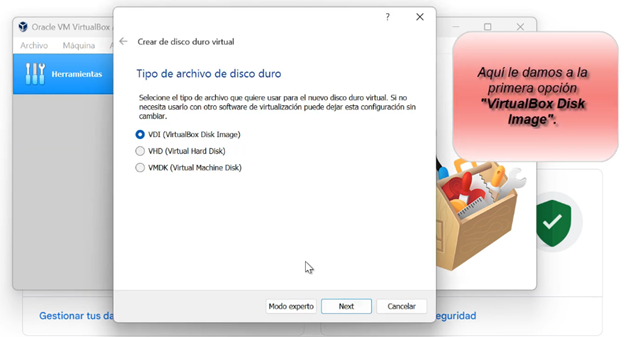 Oracle VM VirtualBox
Archivo Máquina
Herramientas
?
Crear de disco duro virtual
Tipo de archivo de disco duro
Selecione el tipo de archivo que quiere usar para el nuevo disco duro virtual. Si no
necesita usarlo con otro software de virtualización puede dejar esta configuración sin
cambiar.
VDI (VirtualBox Disk Image)
VHD (Virtual Hard Disk)
VMDK (Virtual Machine Disk)
Modo experto Next Cancelar
Aquí le damos a la
primera opción
"VirtualBox Disk
Image".
Gestionar tus da
eguridad